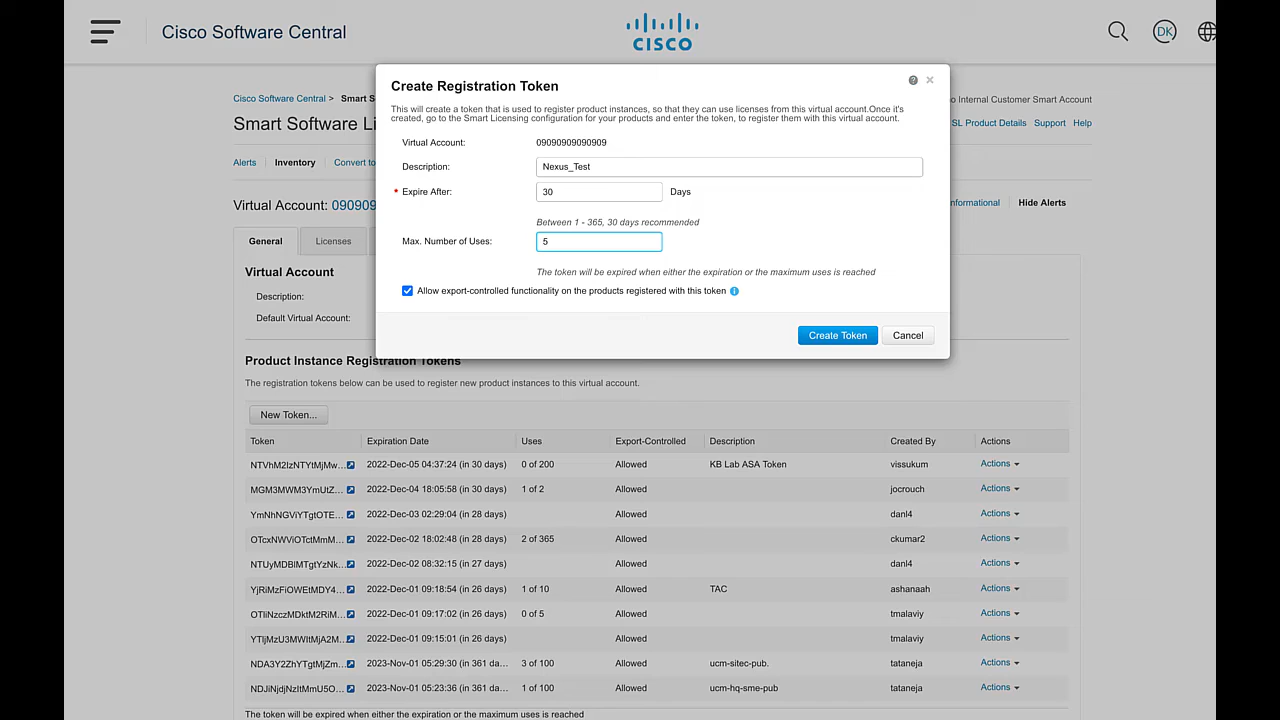 Cisco Software Central
CISCO
DK
Create Registration Token
This will create a token that is used to register product instances, so that they can use licenses from this virtual account.Once it's
created, go to the Smart Licensing configuration for your products and enter the token, to register them with this virtual account.
Virtual Account: 09090909090909
Description: Nexus_Test
* Expire After: 30 Days
Between 1 - 365, 30 days recommended
Max. Number of Uses: 5
The token will be expired when either the expiration or the maximum uses is reached
Allow export-controlled functionality on the products registered with this token
Create Token Cancel
Cisco Software Central > Smart S
o Internal Customer Smart Account
Smart Software Li
SL Product Details Support Help
Alerts Inventory Convert to
Virtual Account: 090909
nformational Hide Alerts
General Licenses
Virtual Account
Description:
Default Virtual Account:
Product Instance Registration Tokens
The registration tokens below can be used to register new product instances to this virtual account.
New Token...
Token Expiration Date Uses Export-Controlled Description Created By Actions
NTVhM2IzNTYtMjMw... 2022-Dec-05 04:37:24 (in 30 days) 0 of 200 Allowed KB Lab ASA Token vissukum Actions
MGM3MWM3YmUtZ... 2022-Dec-04 18:05:58 (in 30 days) 1 of 2 Allowed jocrouch Actions
YmNhNGViYTgtOTE... 2022-Dec-03 02:29:04 (in 28 days) Allowed danl4 Actions
OTcxNWViOTctMmM... 2022-Dec-02 18:02:48 (in 28 days) 2 of 365 Allowed ckumar2 Actions
NTUyMDBlMTgtYzNk... 2022-Dec-02 08:32:15 (in 27 days) Allowed danl4 Actions
YjRiMzFiOWEtMDY4... 2022-Dec-01 09:18:54 (in 26 days) 1 of 10 Allowed TAC ashanaah Actions
OTliNzczMDktM2RiM... 2022-Dec-01 09:17:02 (in 26 days) 0 of 5 Allowed tmalaviy Actions
YTljMzU3MWItMjA2M... 2022-Dec-01 09:15:01 (in 26 days) Allowed tmalaviy Actions
NDA3Y2ZhYTgtMjZm... 2023-Nov-01 05:29:30 (in 361 da... 3 of 100 Allowed ucm-sitec-pub. tataneja Actions
NDJiNjdjNzItMmU5O... 2023-Nov-01 05:23:36 (in 361 da... 1 of 100 Allowed ucm-hq-sme-pub tataneja Actions
The token will be expired when either the expiration or the maximum uses is reached